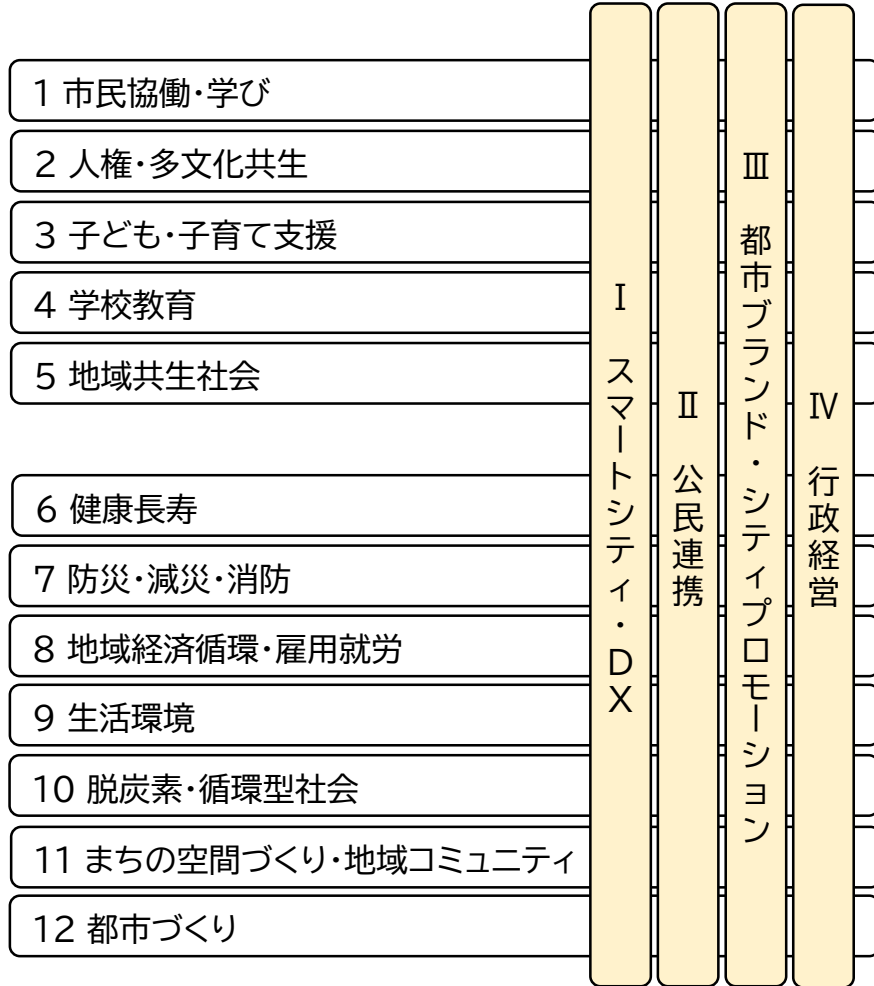 1 市民協働・学び
2 人権・多文化共生
3 子ども・子育て支援
4 学校教育
5 地域共生社会
6 健康長寿
7 防災・減災・消防
8 地域経済循環・雇用就労
9 生活環境
10 脱炭素・循環型社会
11 まちの空間づくり・地域コミュニティ
12 都市づくり
Ⅰ スマートシティ・DX
Ⅱ 公民連携
Ⅲ 都市ブランド・シティプロモーション
Ⅳ 行政経営